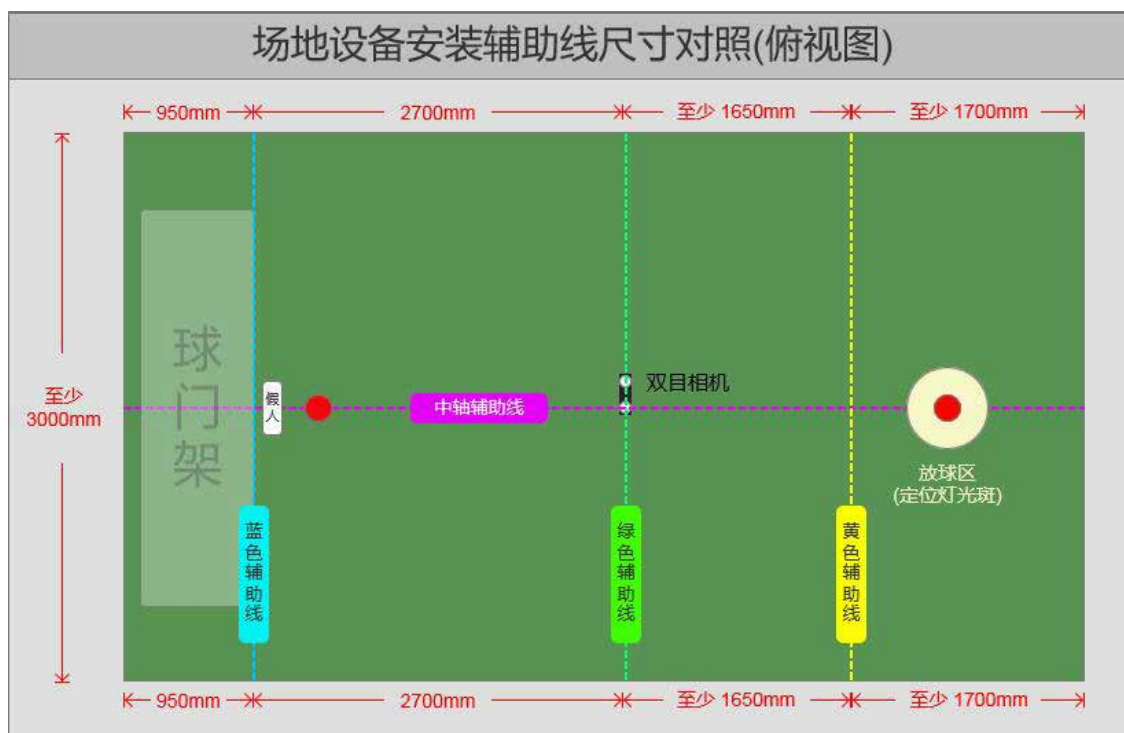 场地设备安装辅助线尺寸对照(俯视图)
950mm
2700mm
至少 1650mm
至少 1700mm
至少
3000mm
球门架
假人
中轴辅助线
双目相机
放球区
(定位灯光斑)
蓝色辅助线
绿色辅助线
黄色辅助线
950mm
2700mm
至少 1650mm
至少 1700mm